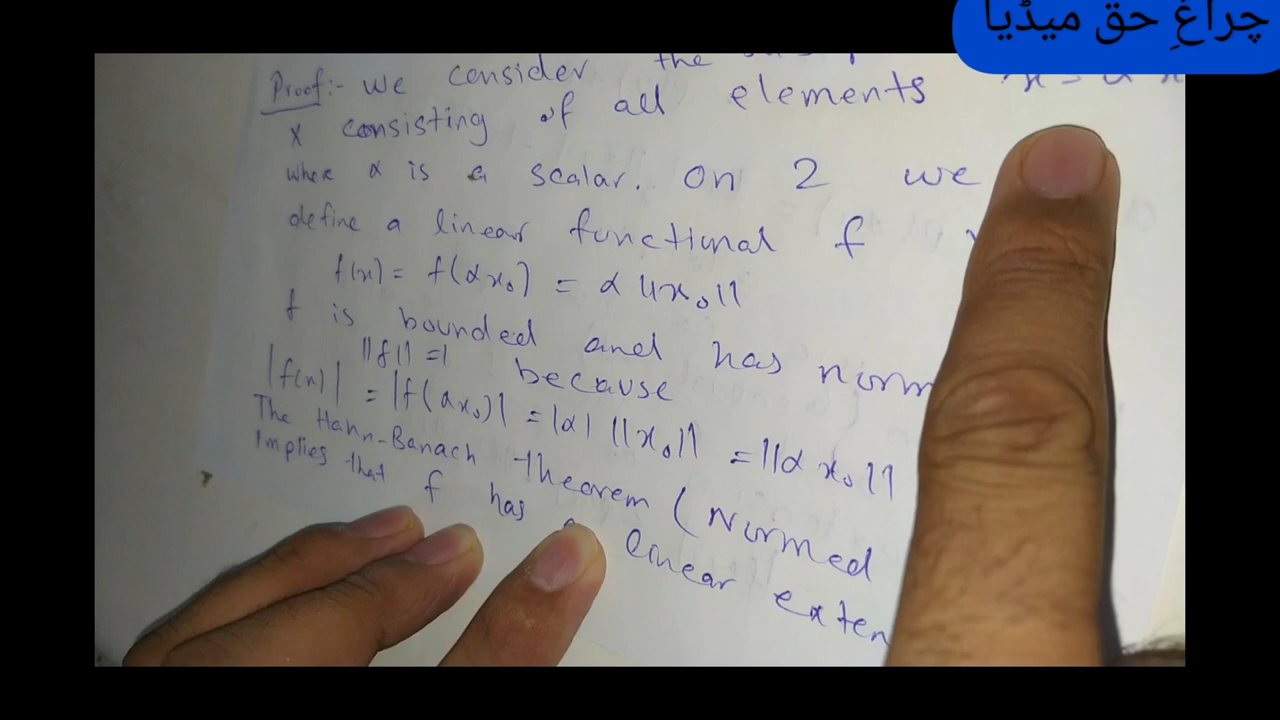 چراغِ حق میڈیا
Proof:- we consider the
X consisting of all elements x = α x
where α is a scalar. On 2 we
define a linear functional f
f(x) = f(αx₀) = α ||x₀||
f is bounded and has norm
||f|| = 1 because
|f(x)| = |f(αx₀)| = |α| ||x₀|| = ||α x₀||
The Hahn-Banach theorem (Normed
Implies that f has a linear exten